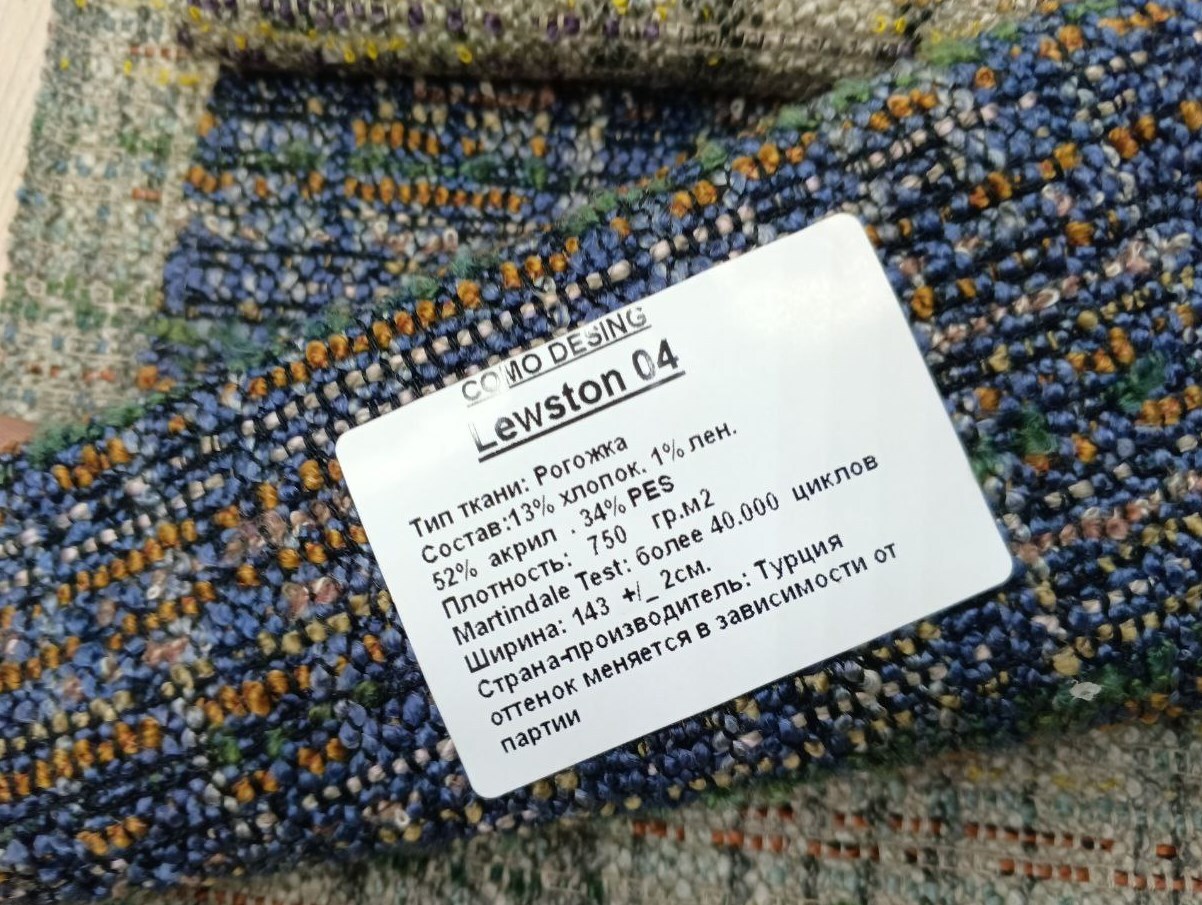 COMO DESING
Lewston 04
Тип ткани: Рогожка
Состав:13% хлопок. 1% лен.
52% акрил . 34% PES
Плотность: 750 гр.м2
Martindale Test: более 40.000 циклов
Ширина: 143 +/_ 2см.
Страна-производитель: Турция
оттенок меняется в зависимости от
партии